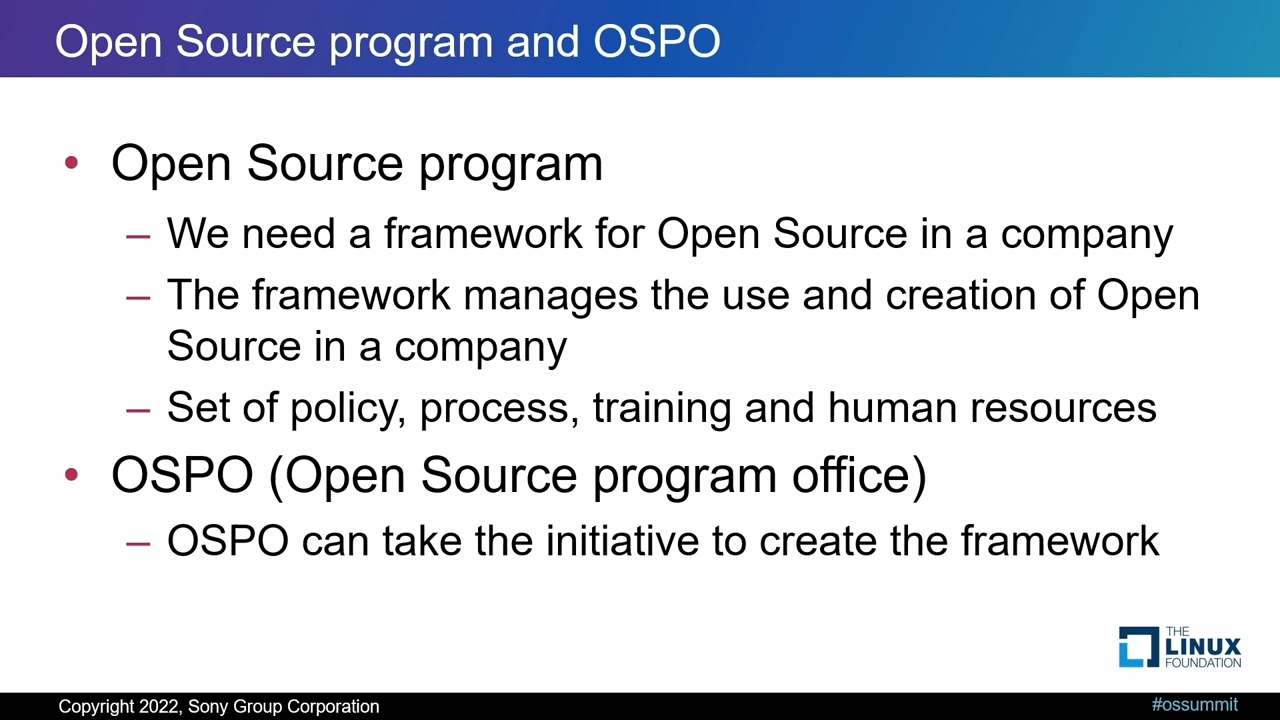 Open Source program and OSPO
• Open Source program
– We need a framework for Open Source in a company
– The framework manages the use and creation of Open
Source in a company
– Set of policy, process, training and human resources
• OSPO (Open Source program office)
– OSPO can take the initiative to create the framework
THE
LINUX
FOUNDATION
Copyright 2022, Sony Group Corporation
#ossummit